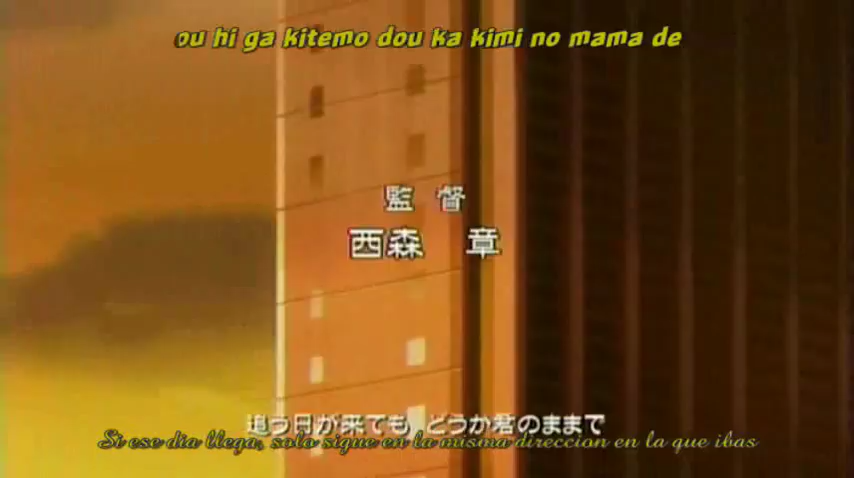 ou hi ga kitemo dou ka kimi no mama de
監督
西森 章
追う日が来ても、どうか君のままで
Si ese dia llega, solo sigue en la misma direccion en la que ibas